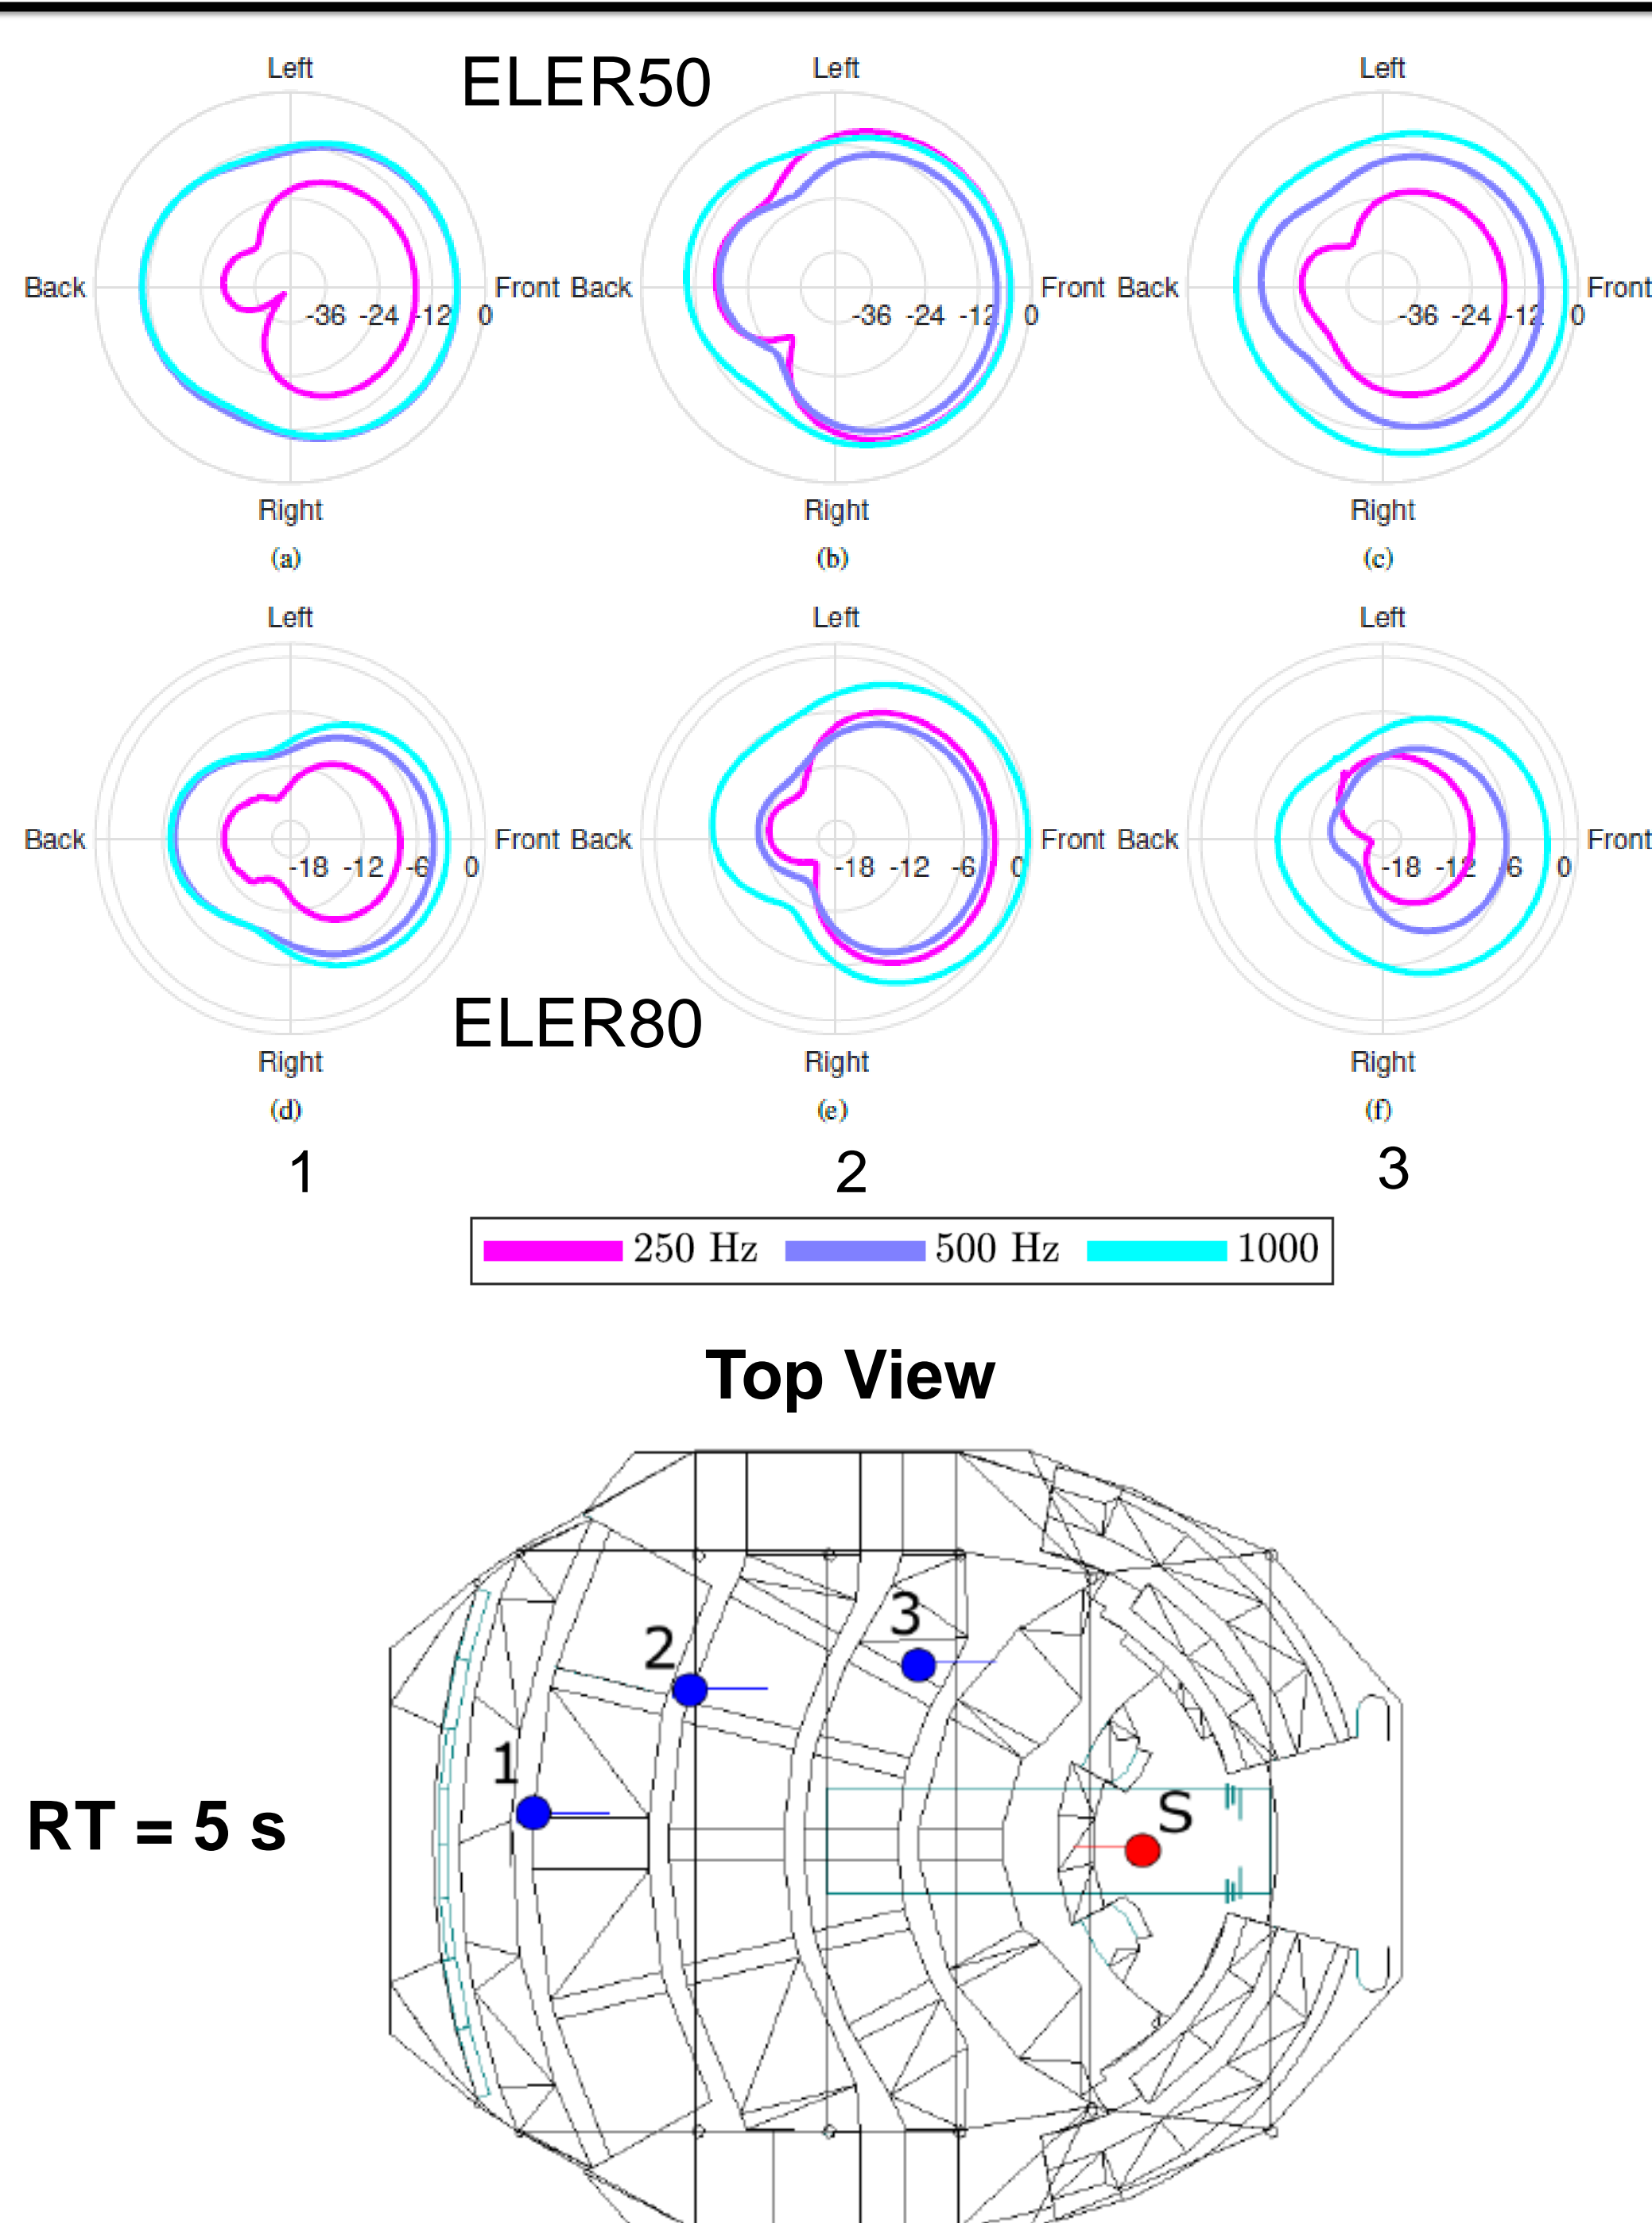 ELER50
Left Left Left
Back -36 -24 -12 0 Front Back -36 -24 -12 0 Front Back -36 -24 -12 0 Front
Right Right Right
(a) (b) (c)
Left Left Left
Back -18 -12 -6 0 Front Back -18 -12 -6 0 Front Back -18 -12 -6 0 Front
ELER80
Right Right Right
(d) (e) (f)
1 2 3
250 Hz 500 Hz 1000
Top View
3
2
1
S
RT = 5 s